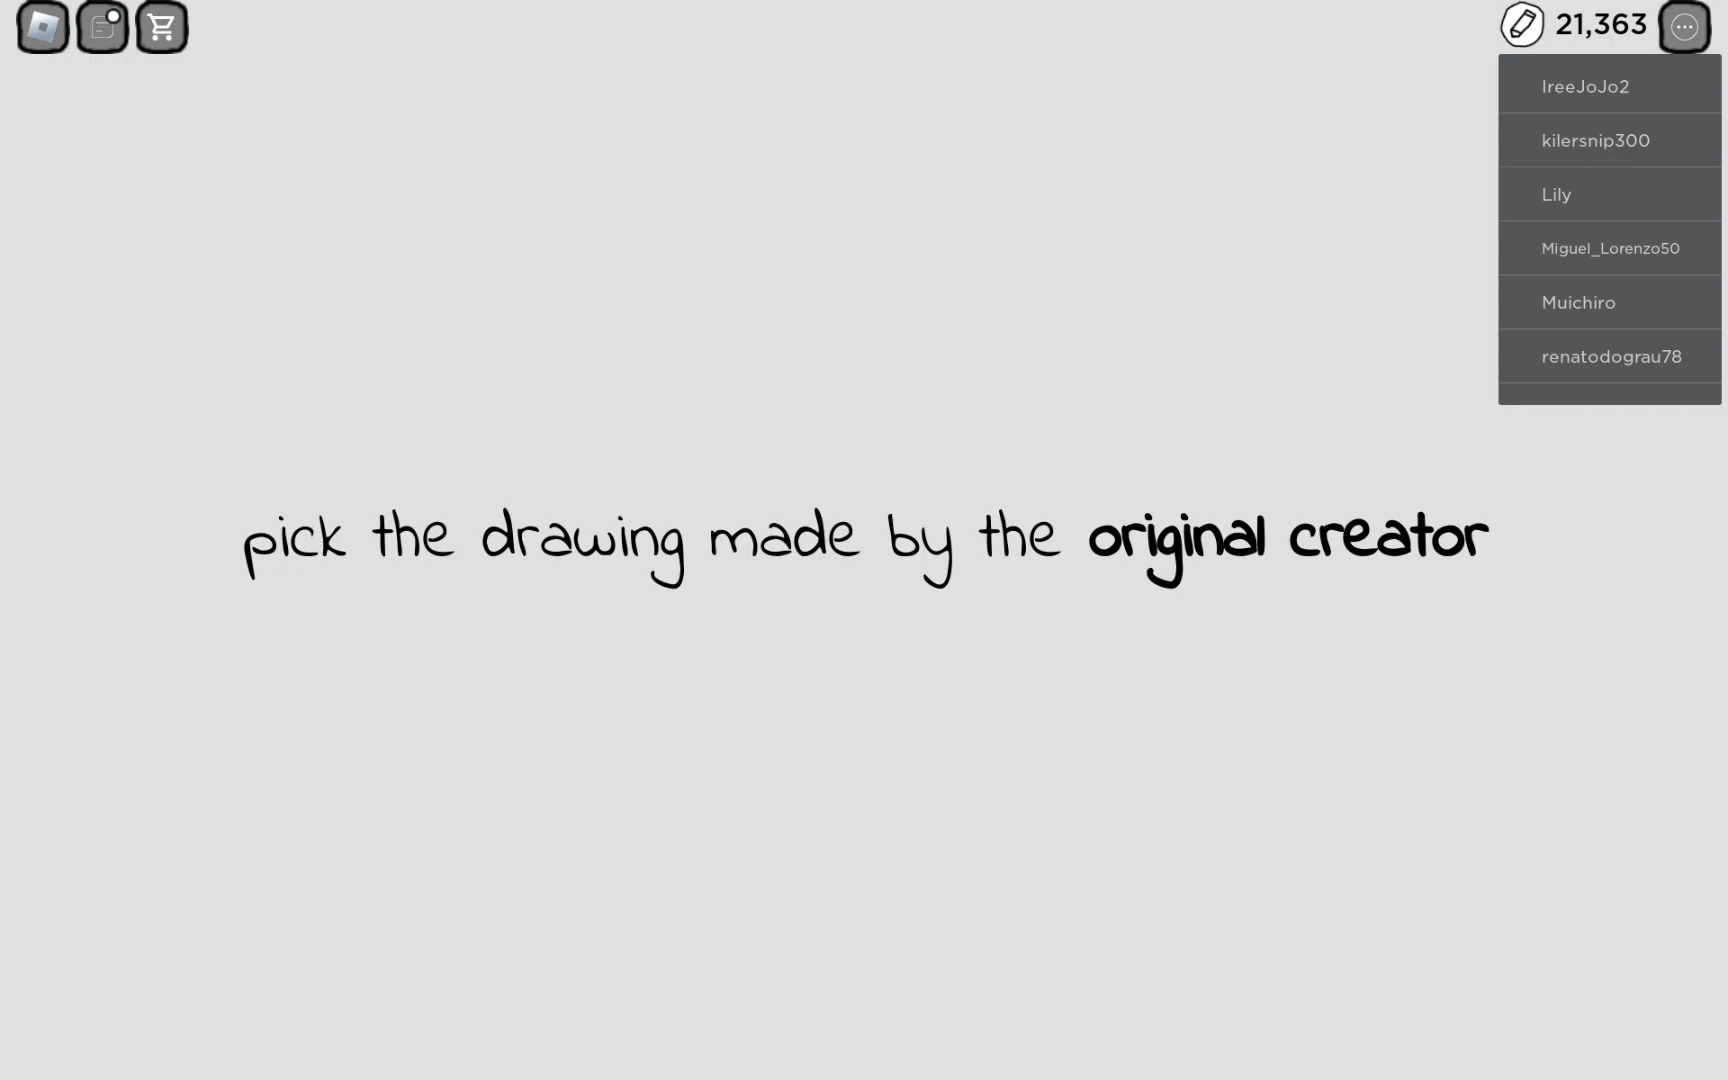 21,363
IreeJoJo2
kilersnip300
Lily
Miguel_Lorenzo50
Muichiro
renatodograu78
pick the drawing made by the original creator